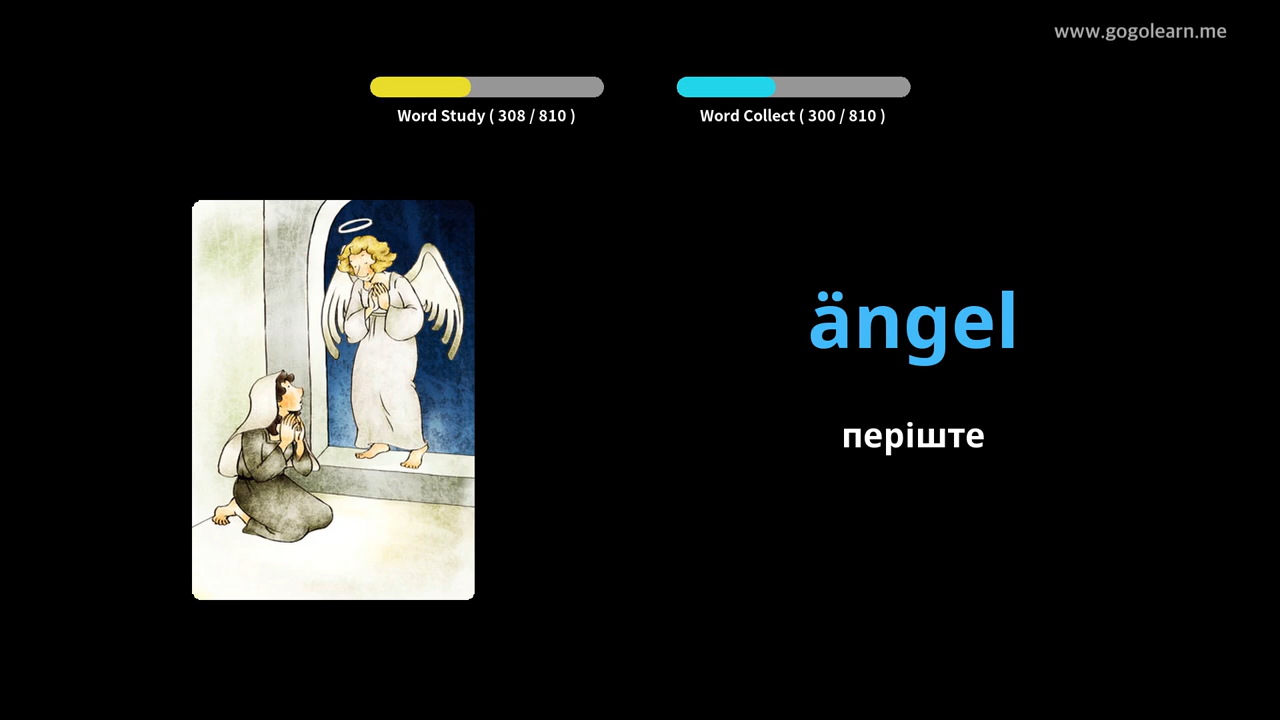 www.gogolearn.me
Word Study ( 308 / 810 )
Word Collect ( 300 / 810 )
ängel
періште